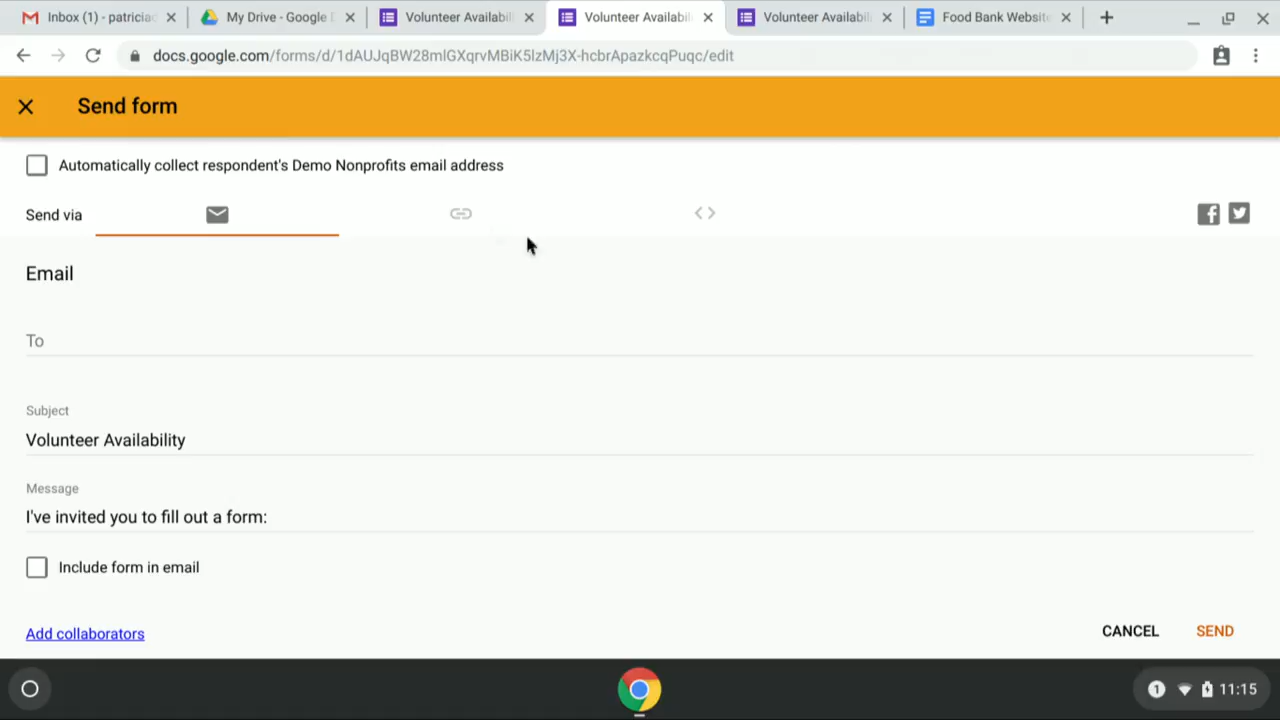 Inbox (1) - patricia
My Drive - Google D
Volunteer Availabil
Volunteer Availabil
Volunteer Availabil
Food Bank Website
docs.google.com/forms/d/1dAUJqBW28mlGXqrvMBiK5lzMj3X-hcbrApazkcqPuqc/edit
Send form
Automatically collect respondent's Demo Nonprofits email address
Send via
Email
To
Subject
Volunteer Availability
Message
I've invited you to fill out a form:
Include form in email
Add collaborators
CANCEL
SEND
1
11:15